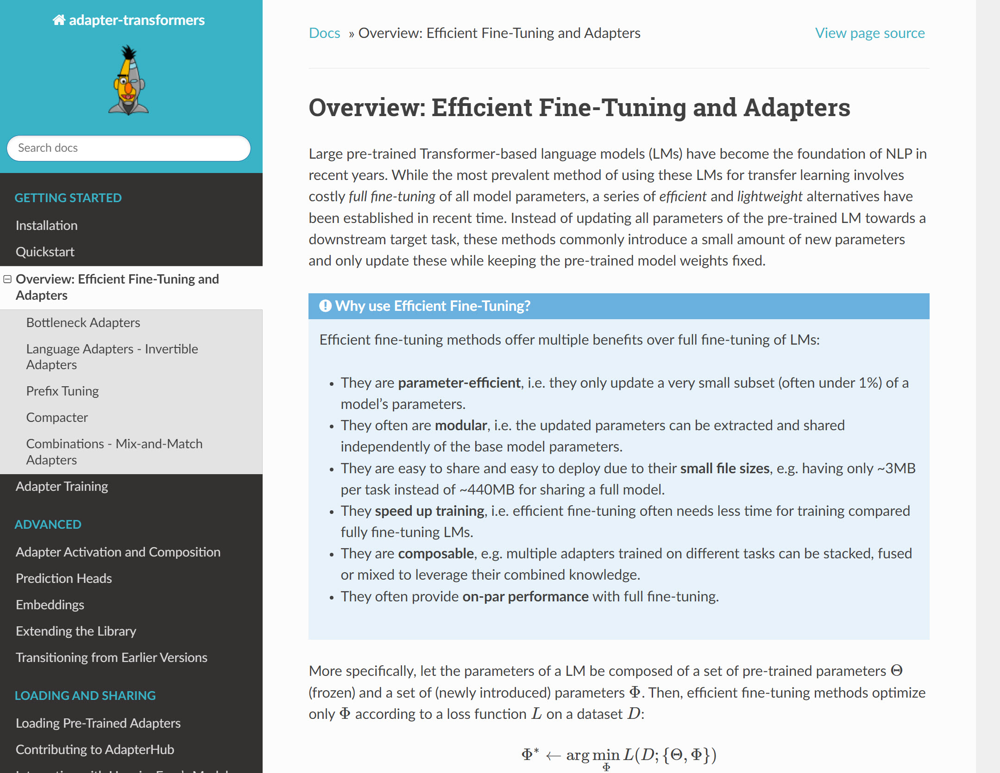 adapter-transformers
Search docs
GETTING STARTED
Installation
Quickstart
Overview: Efficient Fine-Tuning and
Adapters
Bottleneck Adapters
Language Adapters - Invertible
Adapters
Prefix Tuning
Compacter
Combinations - Mix-and-Match
Adapters
Adapter Training
ADVANCED
Adapter Activation and Composition
Prediction Heads
Embeddings
Extending the Library
Transitioning from Earlier Versions
LOADING AND SHARING
Loading Pre-Trained Adapters
Contributing to AdapterHub
Docs » Overview: Efficient Fine-Tuning and Adapters
View page source
Overview: Efficient Fine-Tuning and Adapters
Large pre-trained Transformer-based language models (LMs) have become the foundation of NLP in
recent years. While the most prevalent method of using these LMs for transfer learning involves
costly full fine-tuning of all model parameters, a series of efficient and lightweight alternatives have
been established in recent time. Instead of updating all parameters of the pre-trained LM towards a
downstream target task, these methods commonly introduce a small amount of new parameters
and only update these while keeping the pre-trained model weights fixed.
Why use Efficient Fine-Tuning?
Efficient fine-tuning methods offer multiple benefits over full fine-tuning of LMs:
• They are parameter-efficient, i.e. they only update a very small subset (often under 1%) of a
model’s parameters.
• They often are modular, i.e. the updated parameters can be extracted and shared
independently of the base model parameters.
• They are easy to share and easy to deploy due to their small file sizes, e.g. having only ~3MB
per task instead of ~440MB for sharing a full model.
• They speed up training, i.e. efficient fine-tuning often needs less time for training compared
fully fine-tuning LMs.
• They are composable, e.g. multiple adapters trained on different tasks can be stacked, fused
or mixed to leverage their combined knowledge.
• They often provide on-par performance with full fine-tuning.
More specifically, let the parameters of a LM be composed of a set of pre-trained parameters Θ
(frozen) and a set of (newly introduced) parameters Φ. Then, efficient fine-tuning methods optimize
only Φ according to a loss function L on a dataset D:
Φ* ← arg min L(D; {Θ, Φ})
Φ